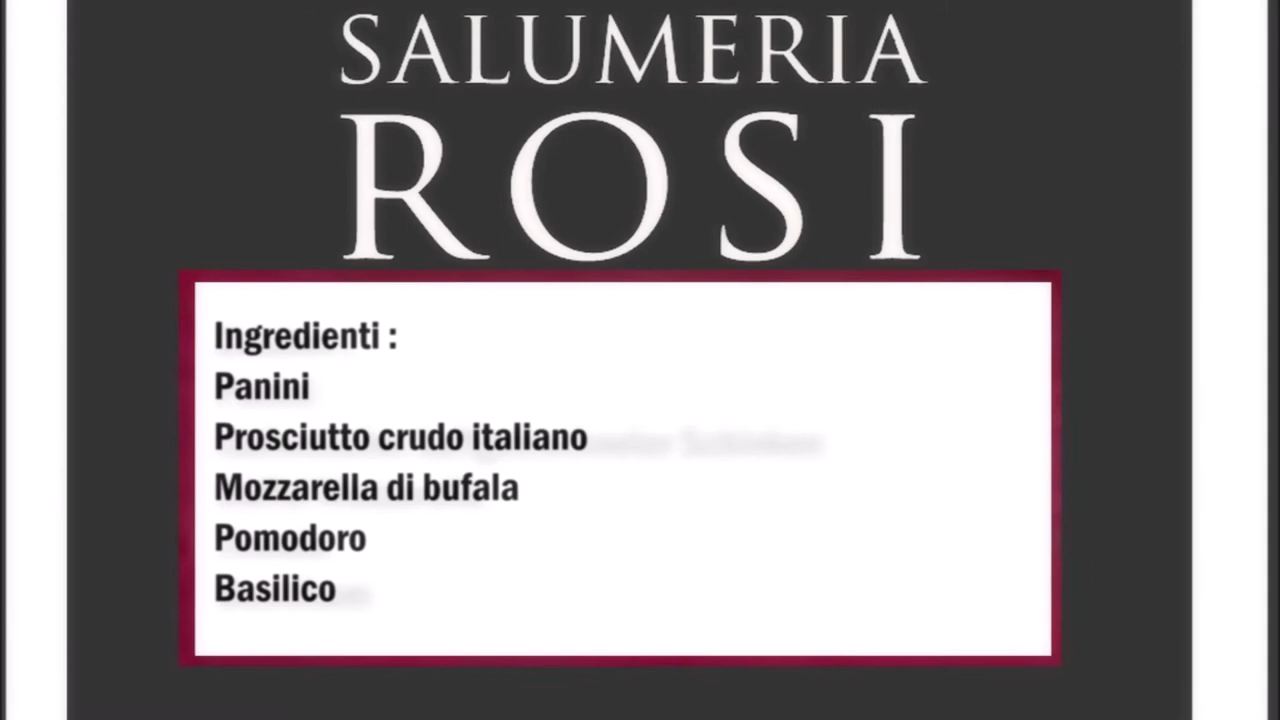 SALUMERIA
ROSI
Ingredienti :
Panini
Prosciutto crudo italiano
Mozzarella di bufala
Pomodoro
Basilico